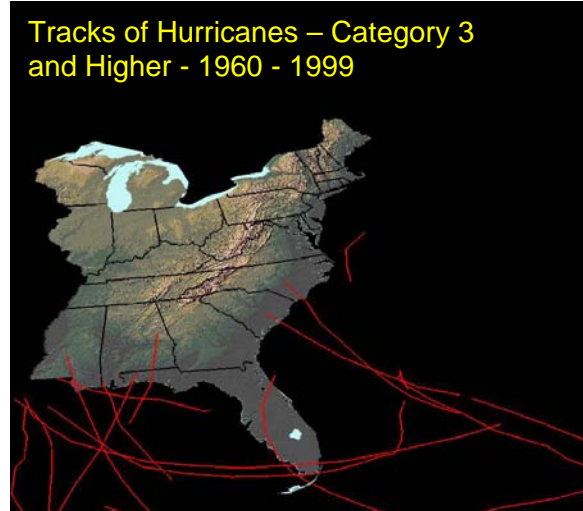 Tracks of Hurricanes – Category 3
and Higher - 1960 - 1999